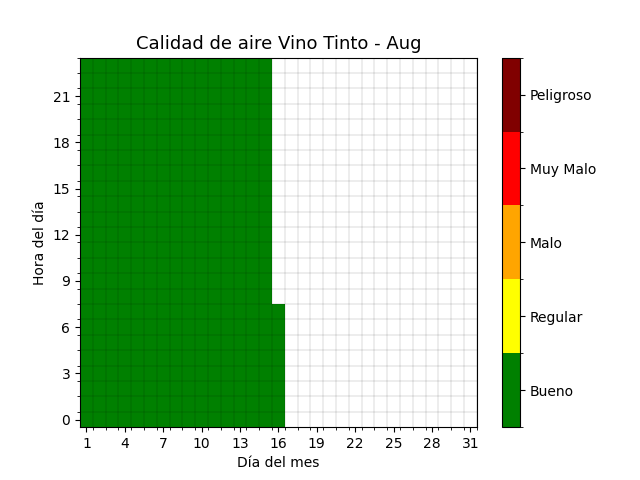 Calidad de aire Vino Tinto - Aug
Hora del día
21
18
15
12
9
6
3
0
1 4 7 10 13 16 19 22 25 28 31
Día del mes
Peligroso
Muy Malo
Malo
Regular
Bueno